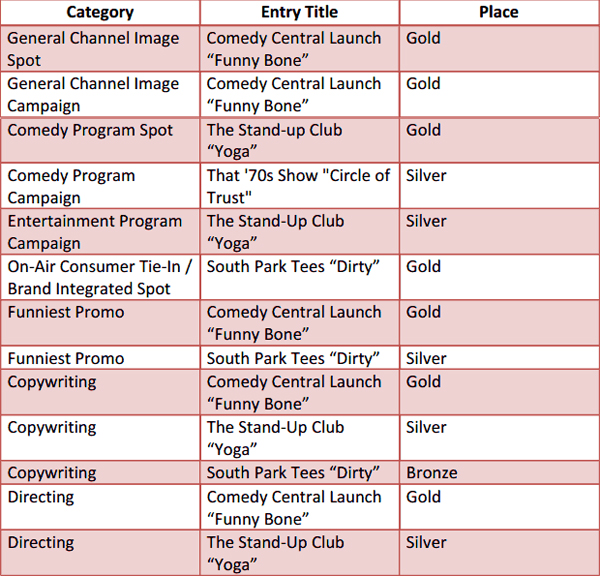 Category Entry Title Place
General Channel Image Comedy Central Launch Gold
Spot “Funny Bone”
General Channel Image Comedy Central Launch Gold
Campaign “Funny Bone”
Comedy Program Spot The Stand-up Club Gold
“Yoga”
Comedy Program That '70s Show "Circle of Silver
Campaign Trust"
Entertainment Program The Stand-Up Club Silver
Campaign “Yoga”
On-Air Consumer Tie-In / South Park Tees “Dirty” Gold
Brand Integrated Spot
Funniest Promo Comedy Central Launch Gold
“Funny Bone”
Funniest Promo South Park Tees “Dirty” Silver
Copywriting Comedy Central Launch Gold
“Funny Bone”
Copywriting The Stand-Up Club Silver
“Yoga”
Copywriting South Park Tees “Dirty” Bronze
Directing Comedy Central Launch Gold
“Funny Bone”
Directing The Stand-Up Club Silver
“Yoga”